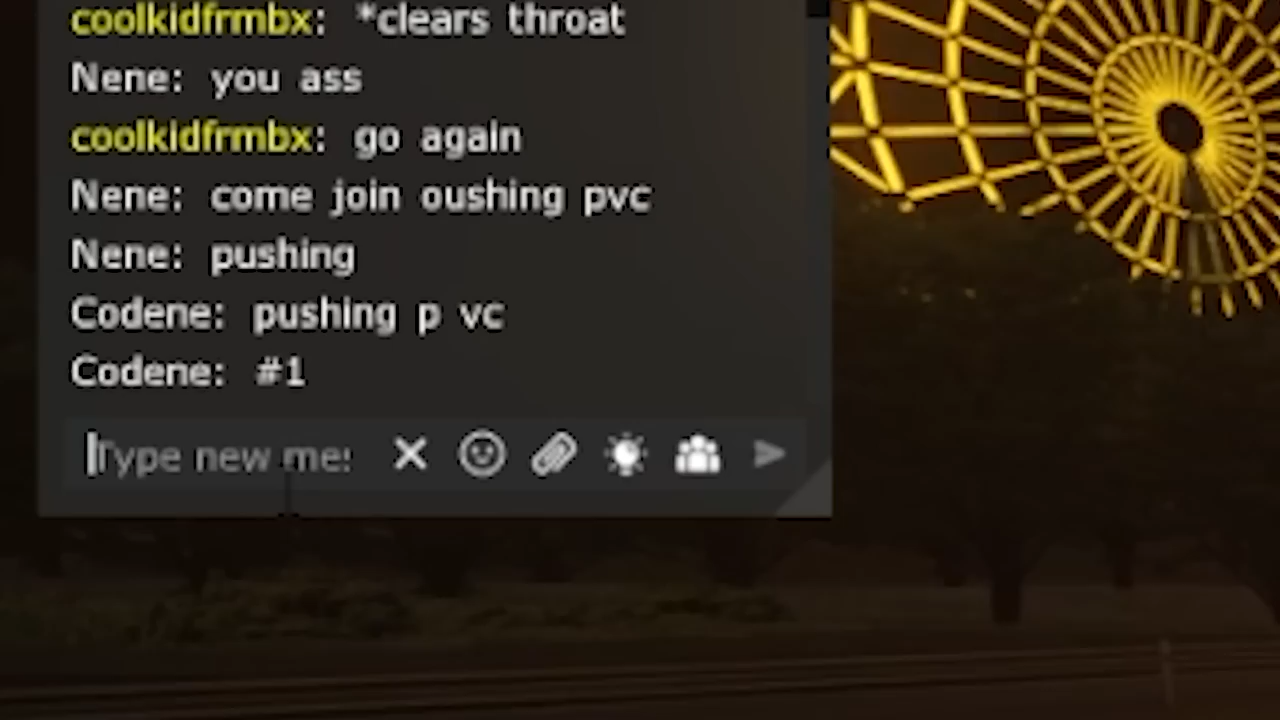 coolkidfrmbx: *clears throat
Nene: you ass
coolkidfrmbx: go again
Nene: come join oushing pvc
Nene: pushing
Codene: pushing p vc
Codene: #1
Type new me: